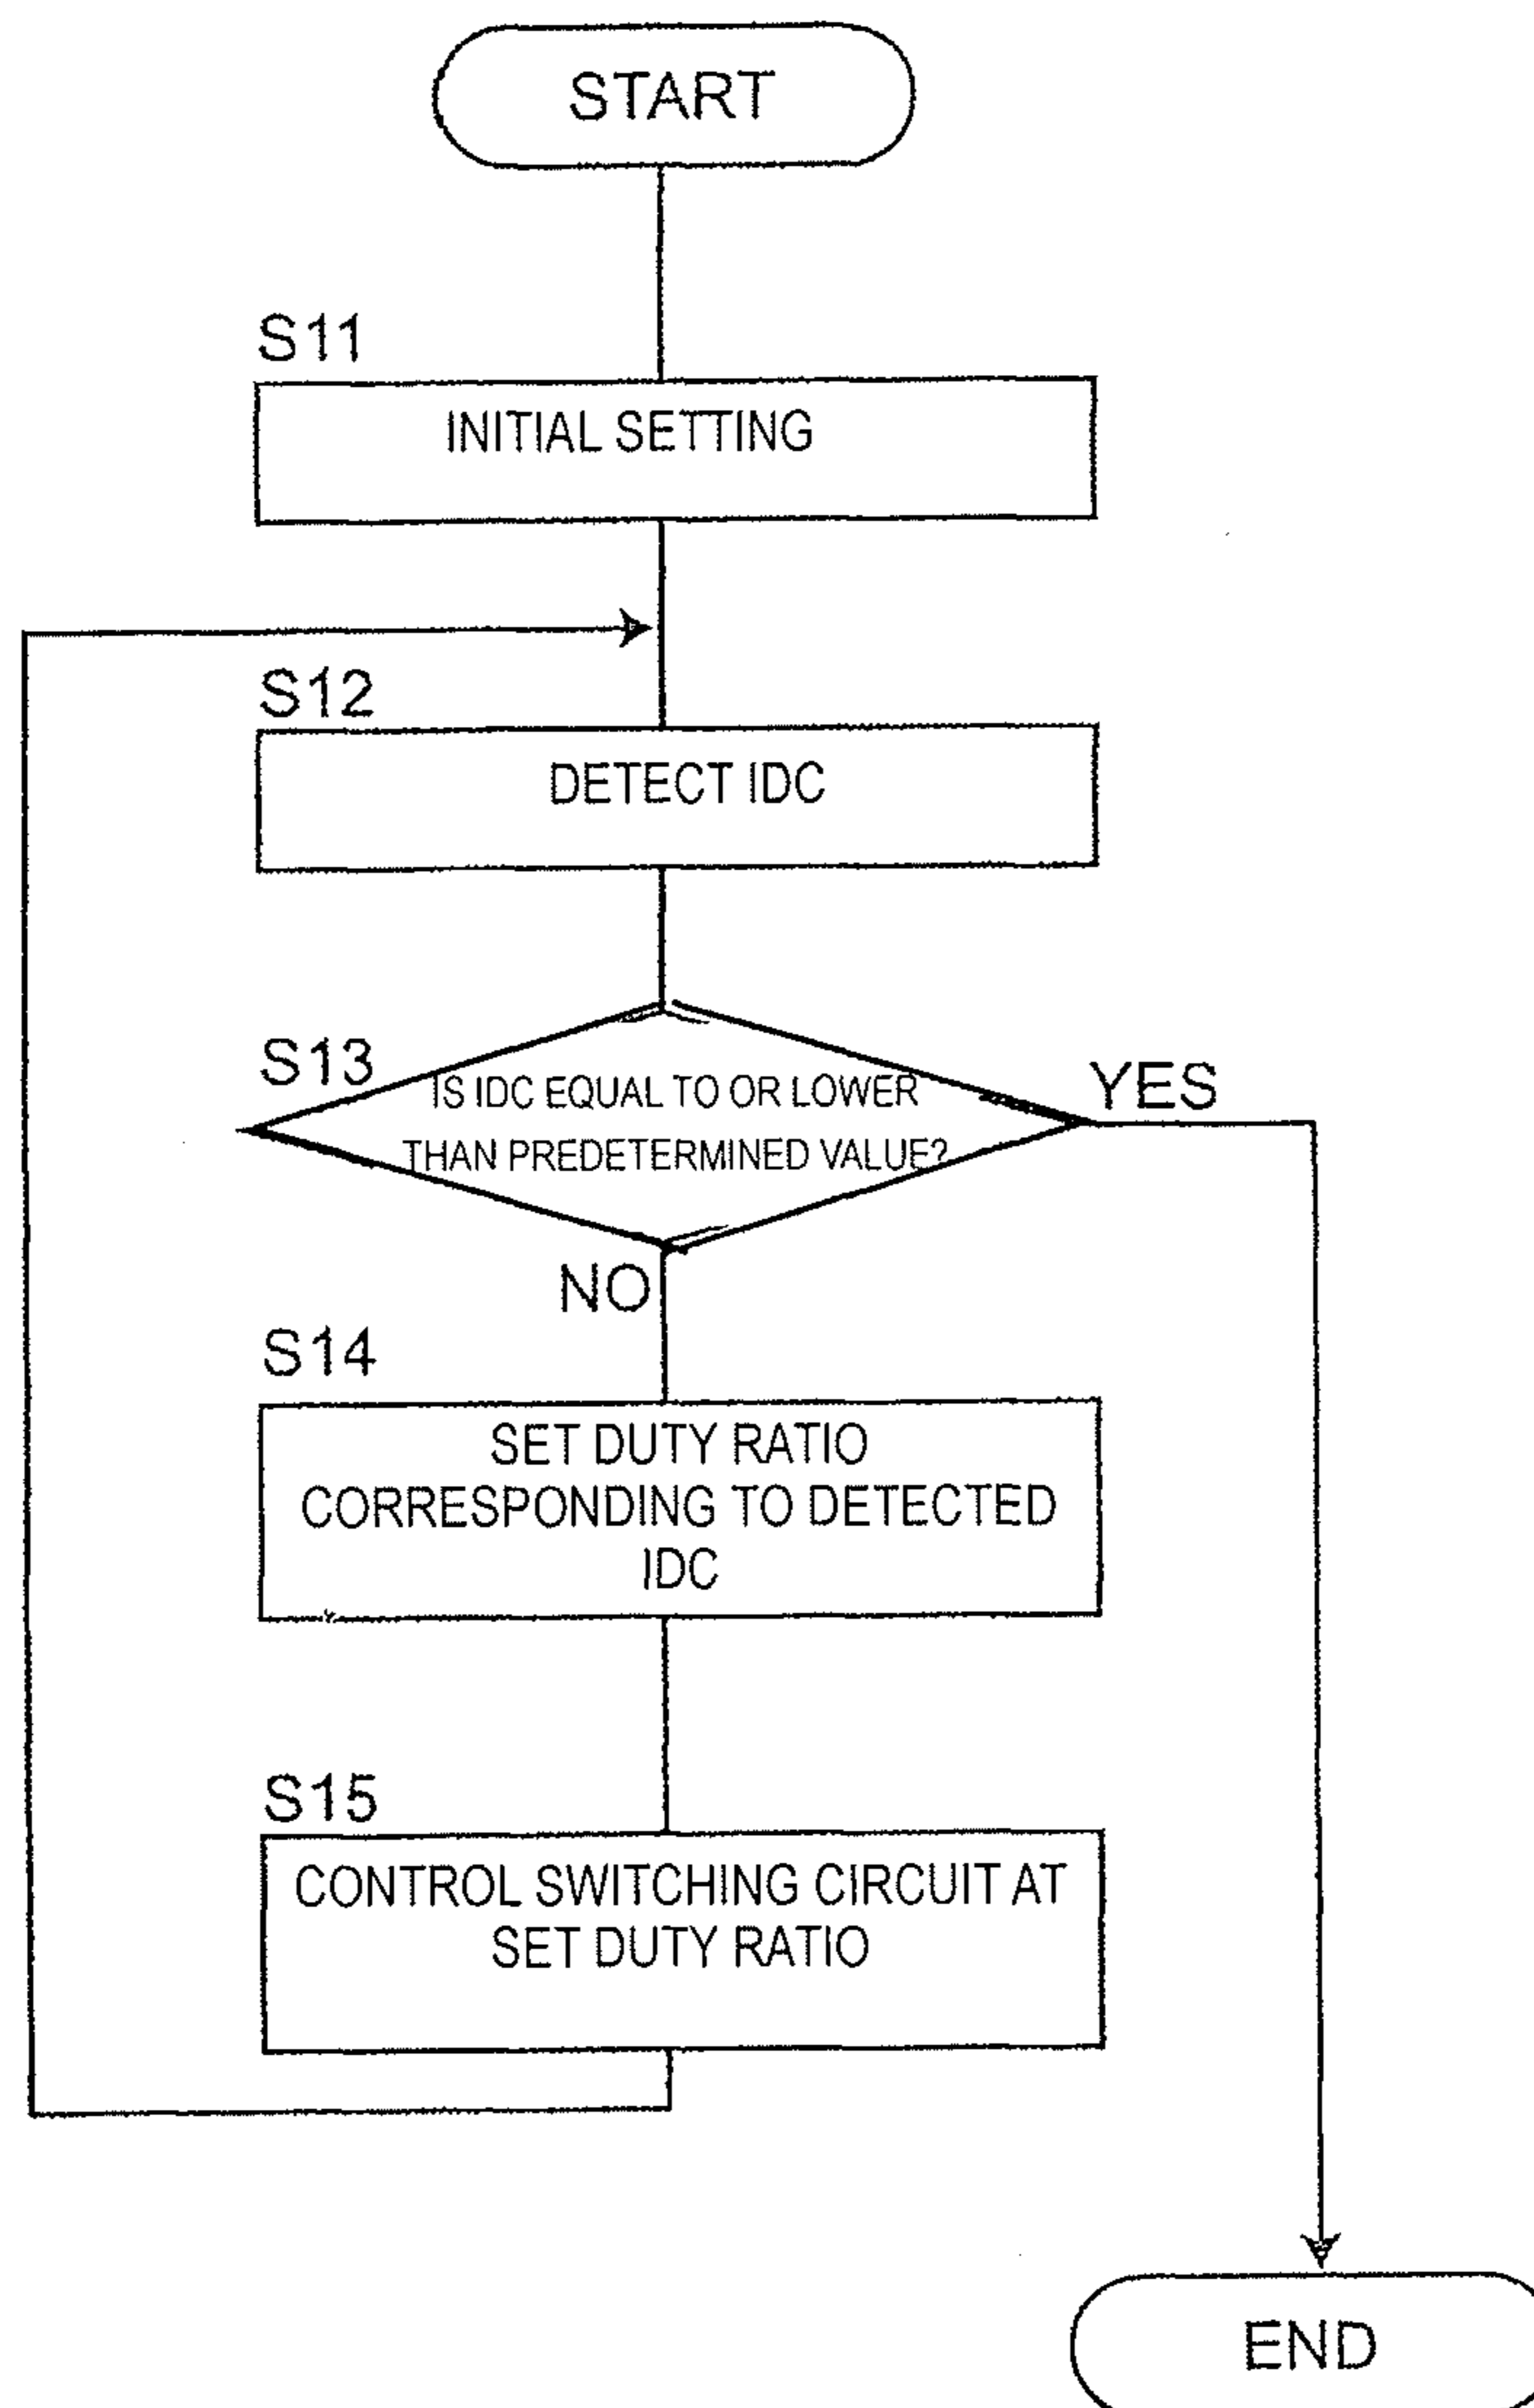 START
S11
INITIAL SETTING
S12
DETECT IDC
S13
IS IDC EQUAL TO OR LOWER
THAN PREDETERMINED VALUE?
YES
NO
S14
SET DUTY RATIO
CORRESPONDING TO DETECTED
IDC
S15
CONTROL SWITCHING CIRCUIT AT
SET DUTY RATIO
END